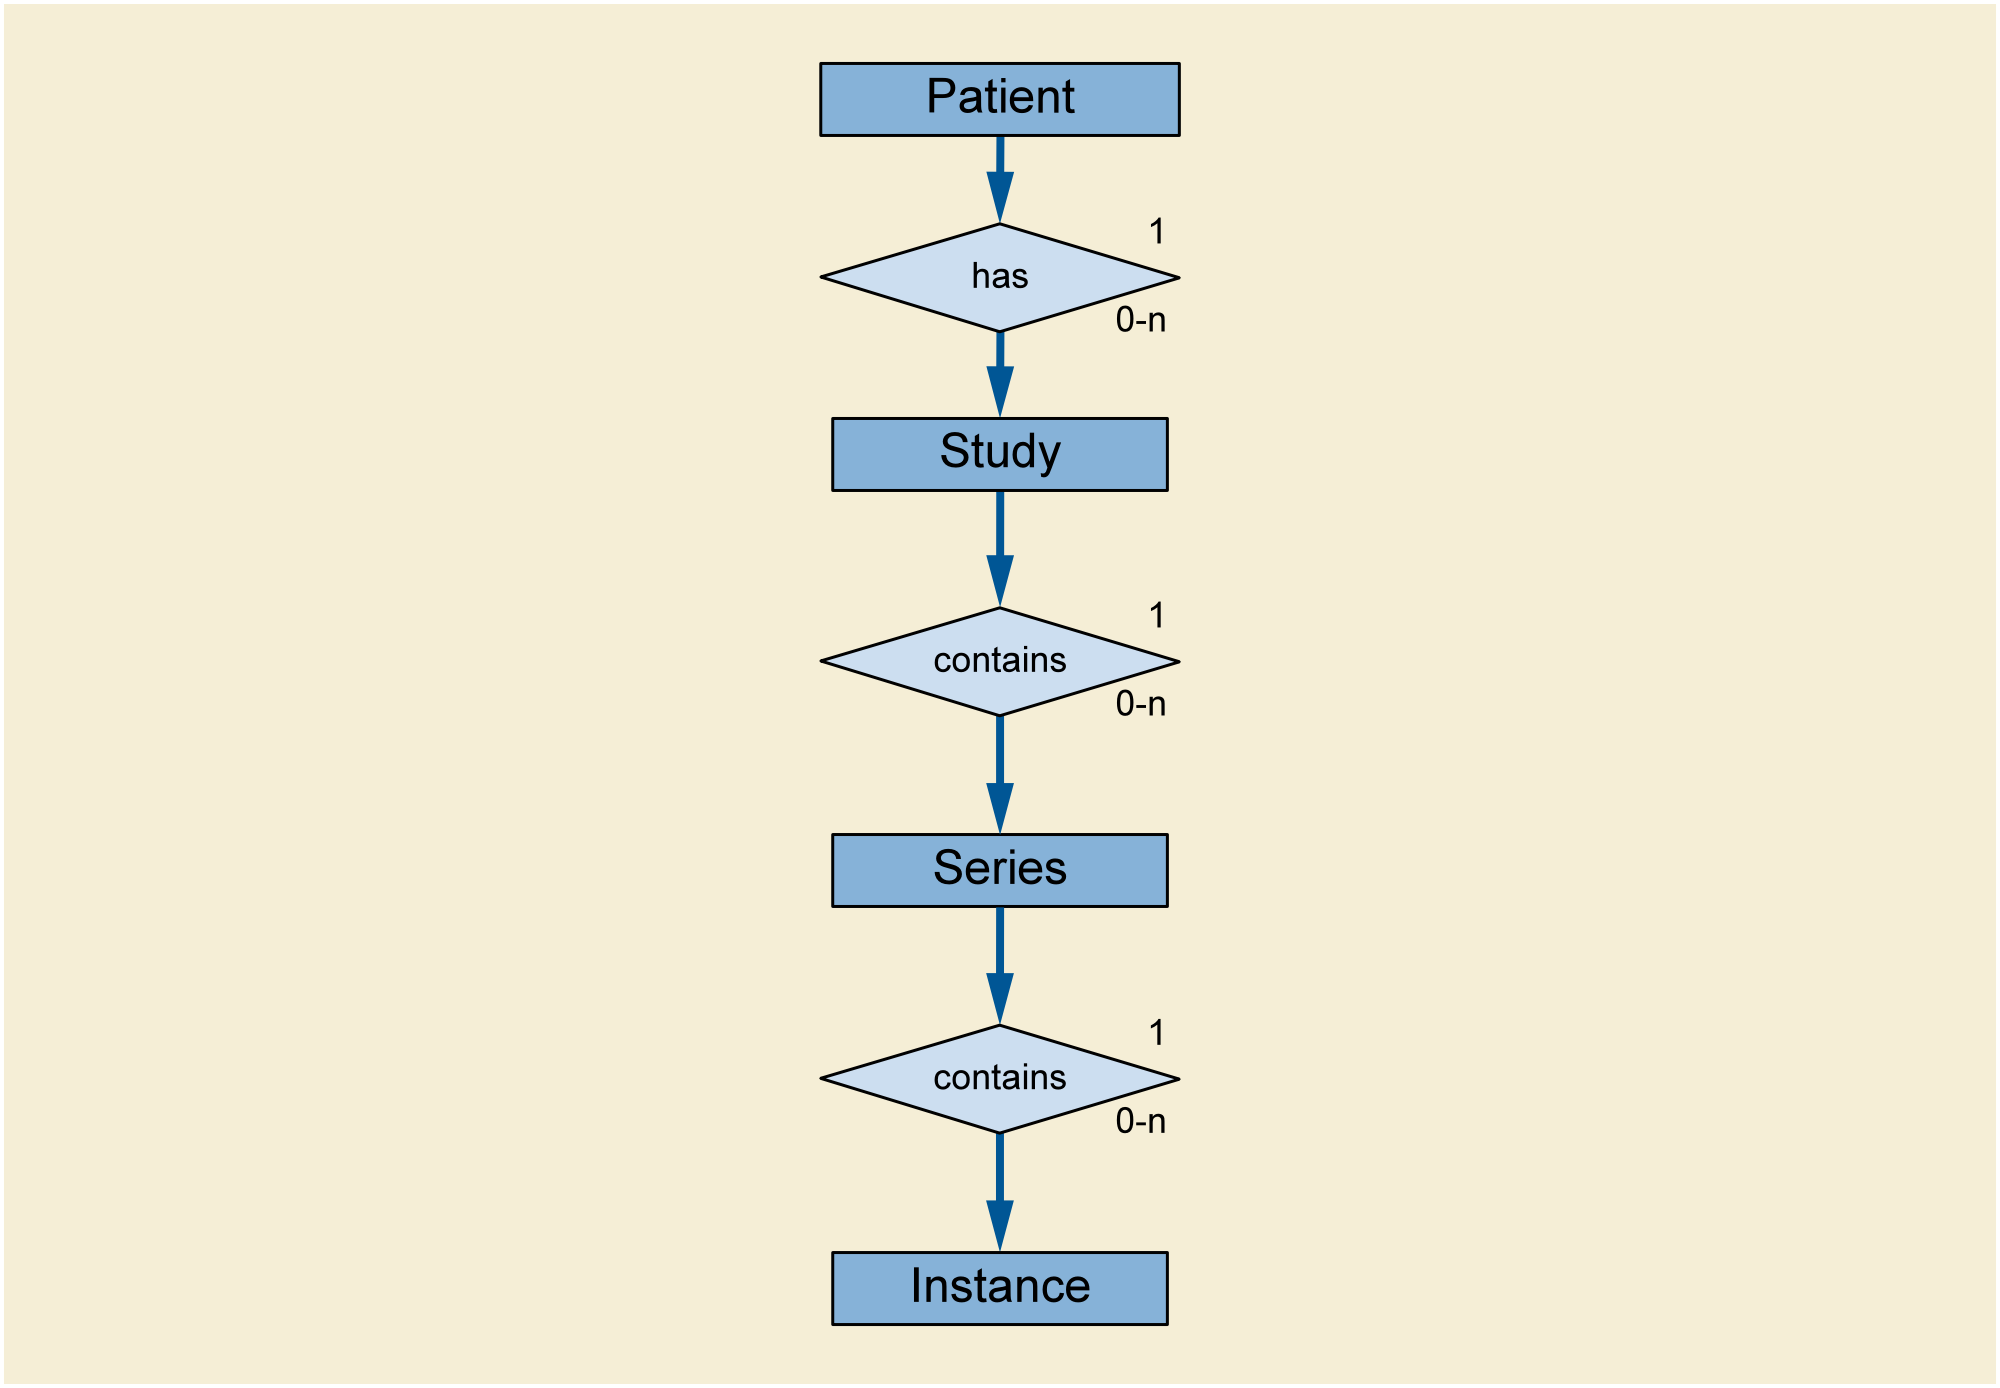 Patient
1
has
0-n
Study
1
contains
0-n
Series
1
contains
0-n
Instance